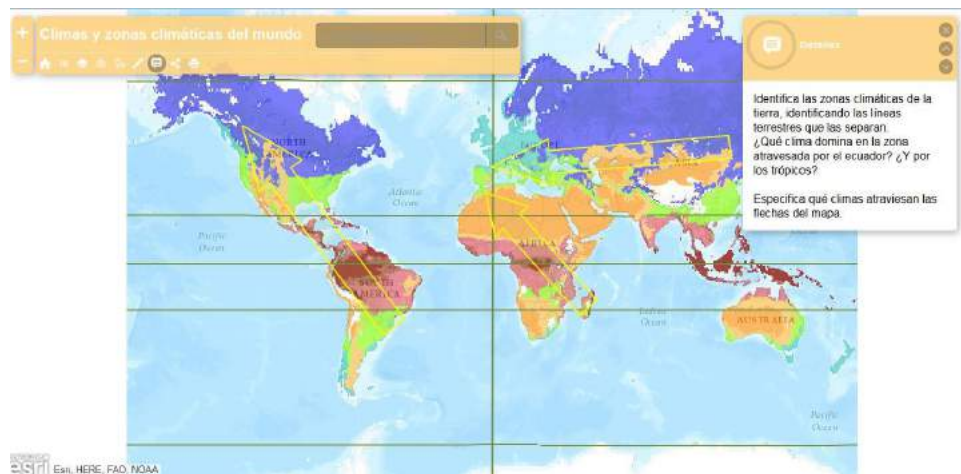 Climas y zonas climáticas del mundo
Detalles
Identifica las zonas climáticas de la
tierra, identificando las líneas
terrestres que las separan.
¿Qué clima domina en la zona
atravesada por el ecuador? ¿Y por
los trópicos?
Especifica qué climas atraviesan las
flechas del mapa.
NORTH
AMERICA
EUROPE
Atlantic
Ocean
Pacific
Ocean
AFRICA
SOUTH
AMERICA
Indian
Ocean
AUSTRALIA
Pacific
Ocean
esri
Esri, HERE, FAO, NOAA